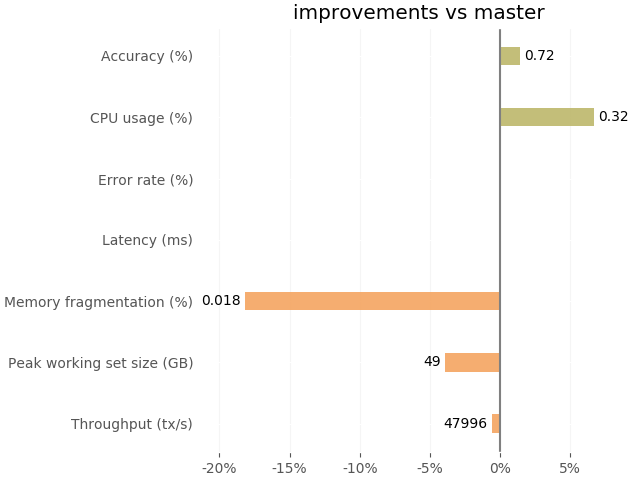 improvements vs master
Accuracy (%)
0.72
CPU usage (%)
0.32
Error rate (%)
Latency (ms)
Memory fragmentation (%)
0.018
Peak working set size (GB)
49
Throughput (tx/s)
47996
-20%
-15%
-10%
-5%
0%
5%